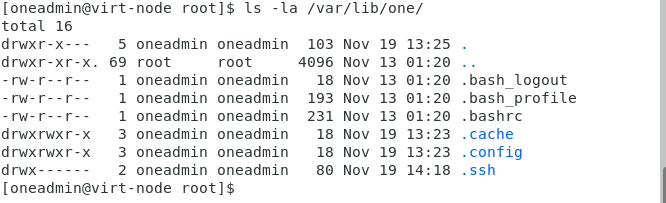 [oneadmin@virt-node root]$ ls -la /var/lib/one/
total 16
drwxr-x---   5 oneadmin oneadmin  103 Nov 19 13:25 .
drwxr-xr-x. 69 root     root     4096 Nov 13 01:20 ..
-rw-r--r--   1 oneadmin oneadmin   18 Nov 13 01:20 .bash_logout
-rw-r--r--   1 oneadmin oneadmin  193 Nov 13 01:20 .bash_profile
-rw-r--r--   1 oneadmin oneadmin  231 Nov 13 01:20 .bashrc
drwxrwxr-x   3 oneadmin oneadmin   18 Nov 19 13:23 .cache
drwxrwxr-x   3 oneadmin oneadmin   18 Nov 19 13:23 .config
drwx------   2 oneadmin oneadmin   80 Nov 19 14:18 .ssh
[oneadmin@virt-node root]$